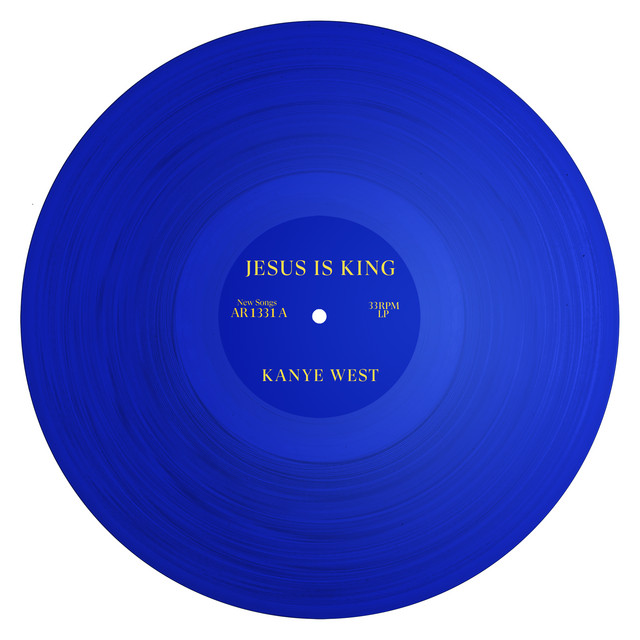 JESUS IS KING
New Songs
AR 1331 A
33RPM
LP
KANYE WEST